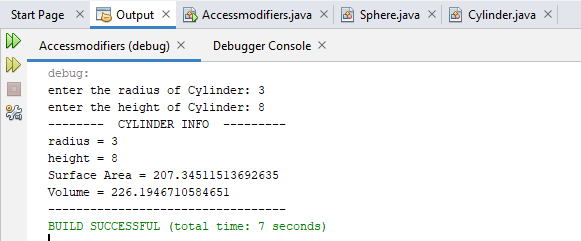 Start Page Output Accessmodifiers.java Sphere.java Cylinder.java
Accessmodifiers (debug) Debugger Console
debug:
enter the radius of Cylinder: 3
enter the height of Cylinder: 8
-------- CYLINDER INFO ---------
radius = 3
height = 8
Surface Area = 207.34511513692635
Volume = 226.1946710584651
--------------------------------
BUILD SUCCESSFUL (total time: 7 seconds)